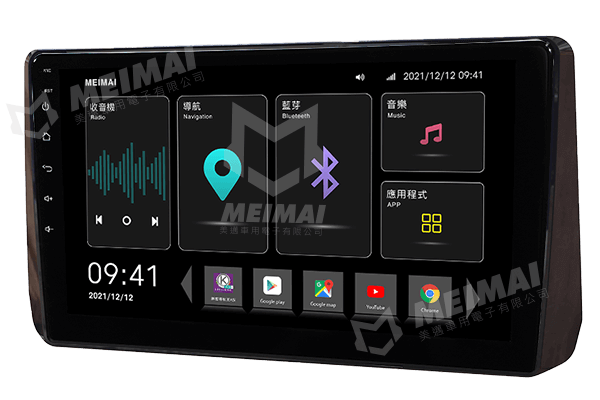 MIC
RST
MEIMAI
2021/12/12 09:41
收音機
Radio
導航
Navigation
藍芽
Bluetooth
音樂
Music
應用程式
APP
09:41
2021/12/12
Google play
Google map
YouTube
Chrome
MEIMAI
美邁車用電子有限公司
MEIMAI
美邁車用電子有限公司
MEIMAI
美邁車用電子有限公司